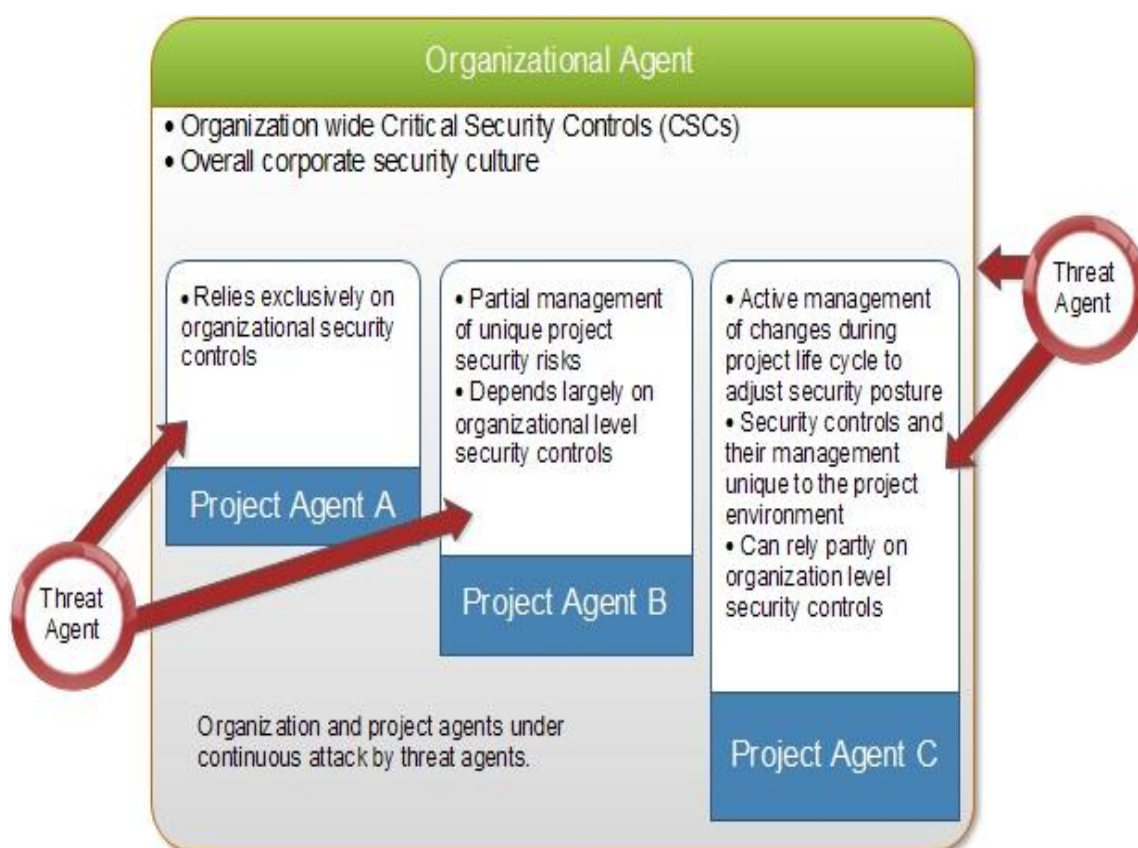 Organizational Agent
• Organization wide Critical Security Controls (CSCs)
• Overall corporate security culture
• Relies exclusively on
organizational security
controls
Project Agent A
• Partial management
of unique project
security risks
• Depends largely on
organizational level
security controls
Project Agent B
• Active management
of changes during
project life cycle to
adjust security posture
• Security controls and
their management
unique to the project
environment
• Can rely partly on
organization level
security controls
Project Agent C
Threat
Agent
Threat
Agent
Organization and project agents under
continuous attack by threat agents.